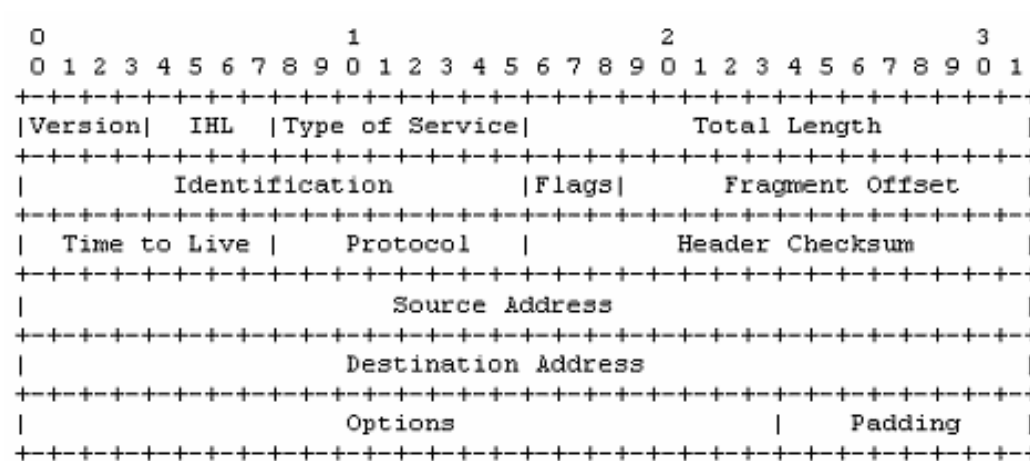 0                   1                   2                   3
0 1 2 3 4 5 6 7 8 9 0 1 2 3 4 5 6 7 8 9 0 1 2 3 4 5 6 7 8 9 0 1
+-+-+-+-+-+-+-+-+-+-+-+-+-+-+-+-+-+-+-+-+-+-+-+-+-+-+-+-+-+-+-+-
|Version|  IHL  |Type of Service|          Total Length         |
+-+-+-+-+-+-+-+-+-+-+-+-+-+-+-+-+-+-+-+-+-+-+-+-+-+-+-+-+-+-+-+-
|         Identification        |Flags|      Fragment Offset    |
+-+-+-+-+-+-+-+-+-+-+-+-+-+-+-+-+-+-+-+-+-+-+-+-+-+-+-+-+-+-+-+-
|  Time to Live |    Protocol   |         Header Checksum       |
+-+-+-+-+-+-+-+-+-+-+-+-+-+-+-+-+-+-+-+-+-+-+-+-+-+-+-+-+-+-+-+-
|                       Source Address                          |
+-+-+-+-+-+-+-+-+-+-+-+-+-+-+-+-+-+-+-+-+-+-+-+-+-+-+-+-+-+-+-+-
|                    Destination Address                        |
+-+-+-+-+-+-+-+-+-+-+-+-+-+-+-+-+-+-+-+-+-+-+-+-+-+-+-+-+-+-+-+-
|                    Options                    |    Padding    |
+-+-+-+-+-+-+-+-+-+-+-+-+-+-+-+-+-+-+-+-+-+-+-+-+-+-+-+-+-+-+-+-